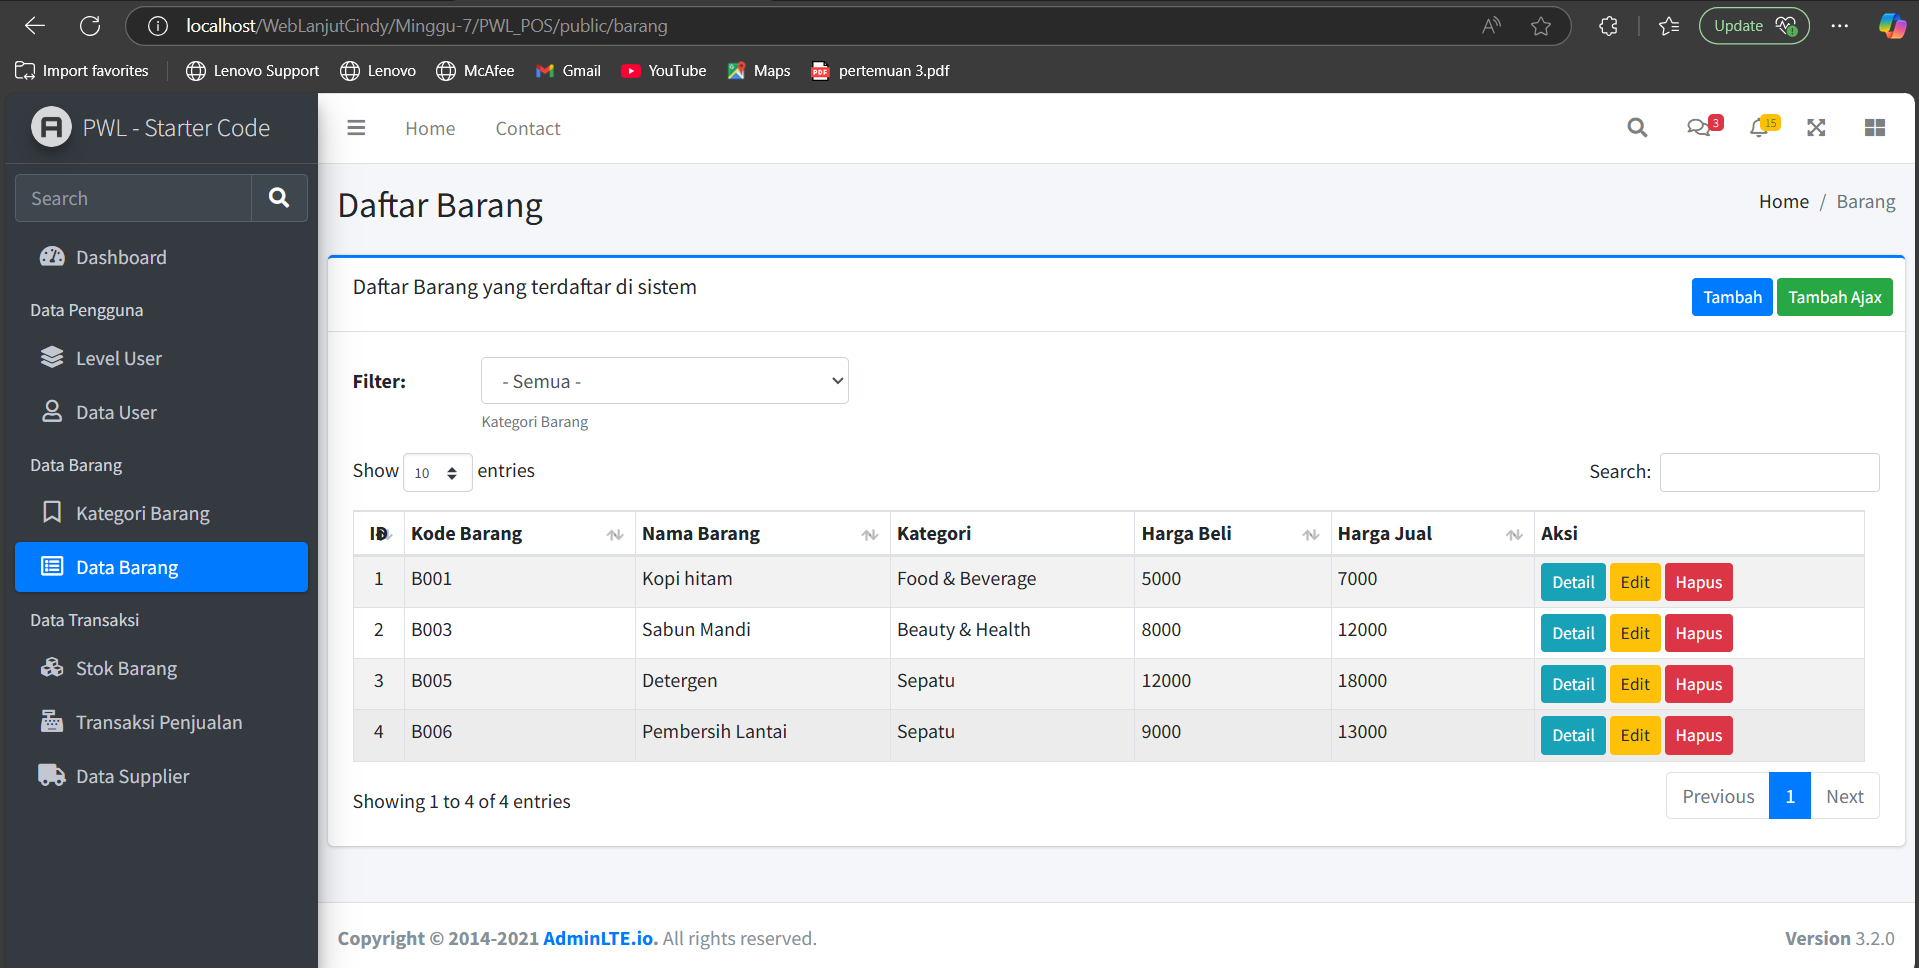 localhost/WebLanjutCindy/Minggu-7/PWL_POS/public/barang
Update
Import favorites
Lenovo Support
Lenovo
McAfee
Gmail
YouTube
Maps
PDF
pertemuan 3.pdf
PWL - Starter Code
Home
Contact
3
15
Search
Dashboard
Data Pengguna
Level User
Data User
Data Barang
Kategori Barang
Data Barang
Data Transaksi
Stok Barang
Transaksi Penjualan
Data Supplier
Daftar Barang
Home / Barang
Daftar Barang yang terdaftar di sistem
Tambah
Tambah Ajax
Filter:
- Semua -
Kategori Barang
Show 10 entries
Search:
ID Kode Barang Nama Barang Kategori Harga Beli Harga Jual Aksi
1 B001 Kopi hitam Food & Beverage 5000 7000 Detail Edit Hapus
2 B003 Sabun Mandi Beauty & Health 8000 12000 Detail Edit Hapus
3 B005 Detergen Sepatu 12000 18000 Detail Edit Hapus
4 B006 Pembersih Lantai Sepatu 9000 13000 Detail Edit Hapus
Showing 1 to 4 of 4 entries
Previous 1 Next
Copyright © 2014-2021 AdminLTE.io. All rights reserved.
Version 3.2.0